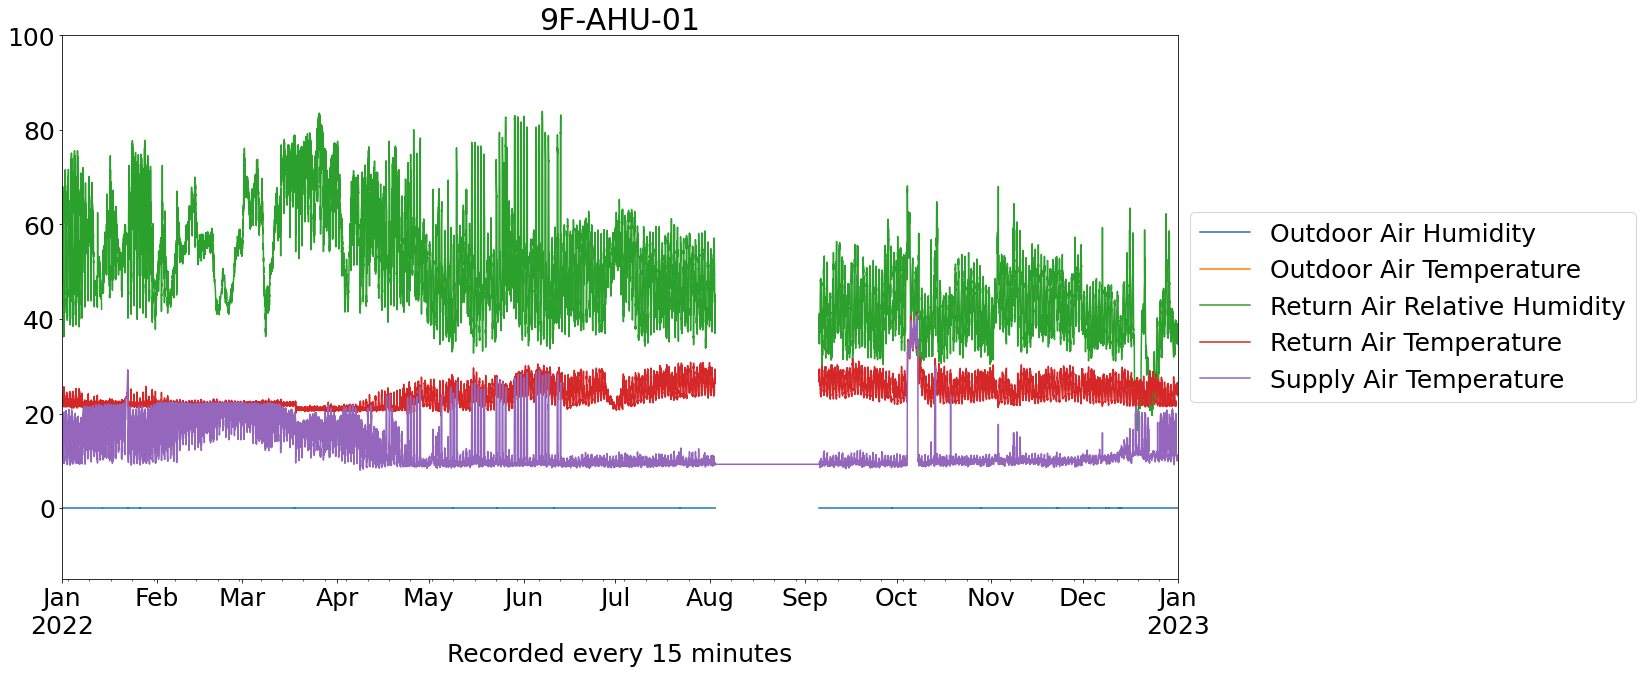 9F-AHU-01
100
80
60
40
20
0
Jan Feb Mar Apr May Jun Jul Aug Sep Oct Nov Dec Jan
2022 2023
Recorded every 15 minutes
Outdoor Air Humidity
Outdoor Air Temperature
Return Air Relative Humidity
Return Air Temperature
Supply Air Temperature